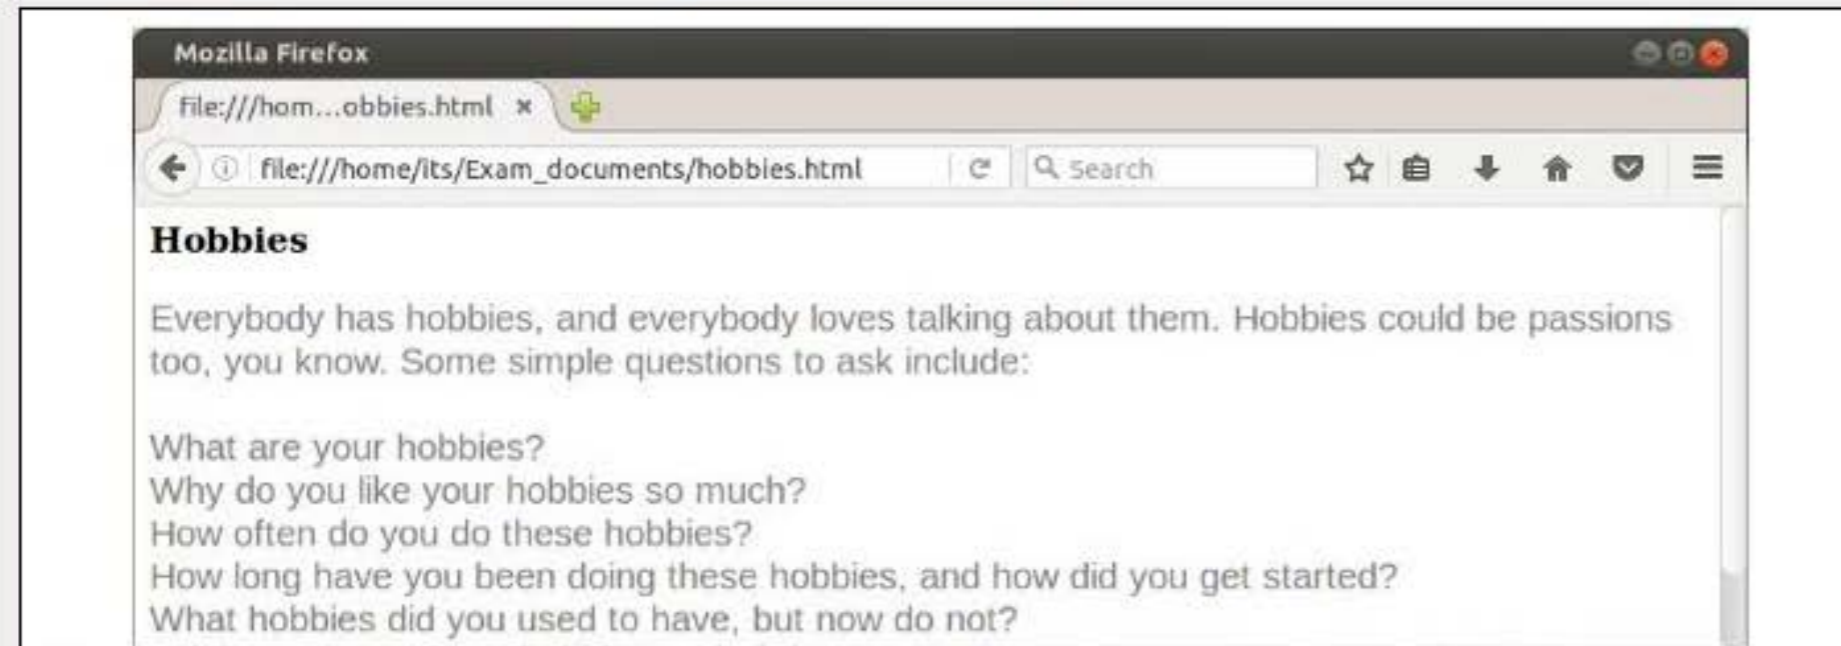 Mozilla Firefox
file:///hom...obbies.html
file:///home/its/Exam_documents/hobbies.html
Search
Hobbies
Everybody has hobbies, and everybody loves talking about them. Hobbies could be passions
too, you know. Some simple questions to ask include:
What are your hobbies?
Why do you like your hobbies so much?
How often do you do these hobbies?
How long have you been doing these hobbies, and how did you get started?
What hobbies did you used to have, but now do not?